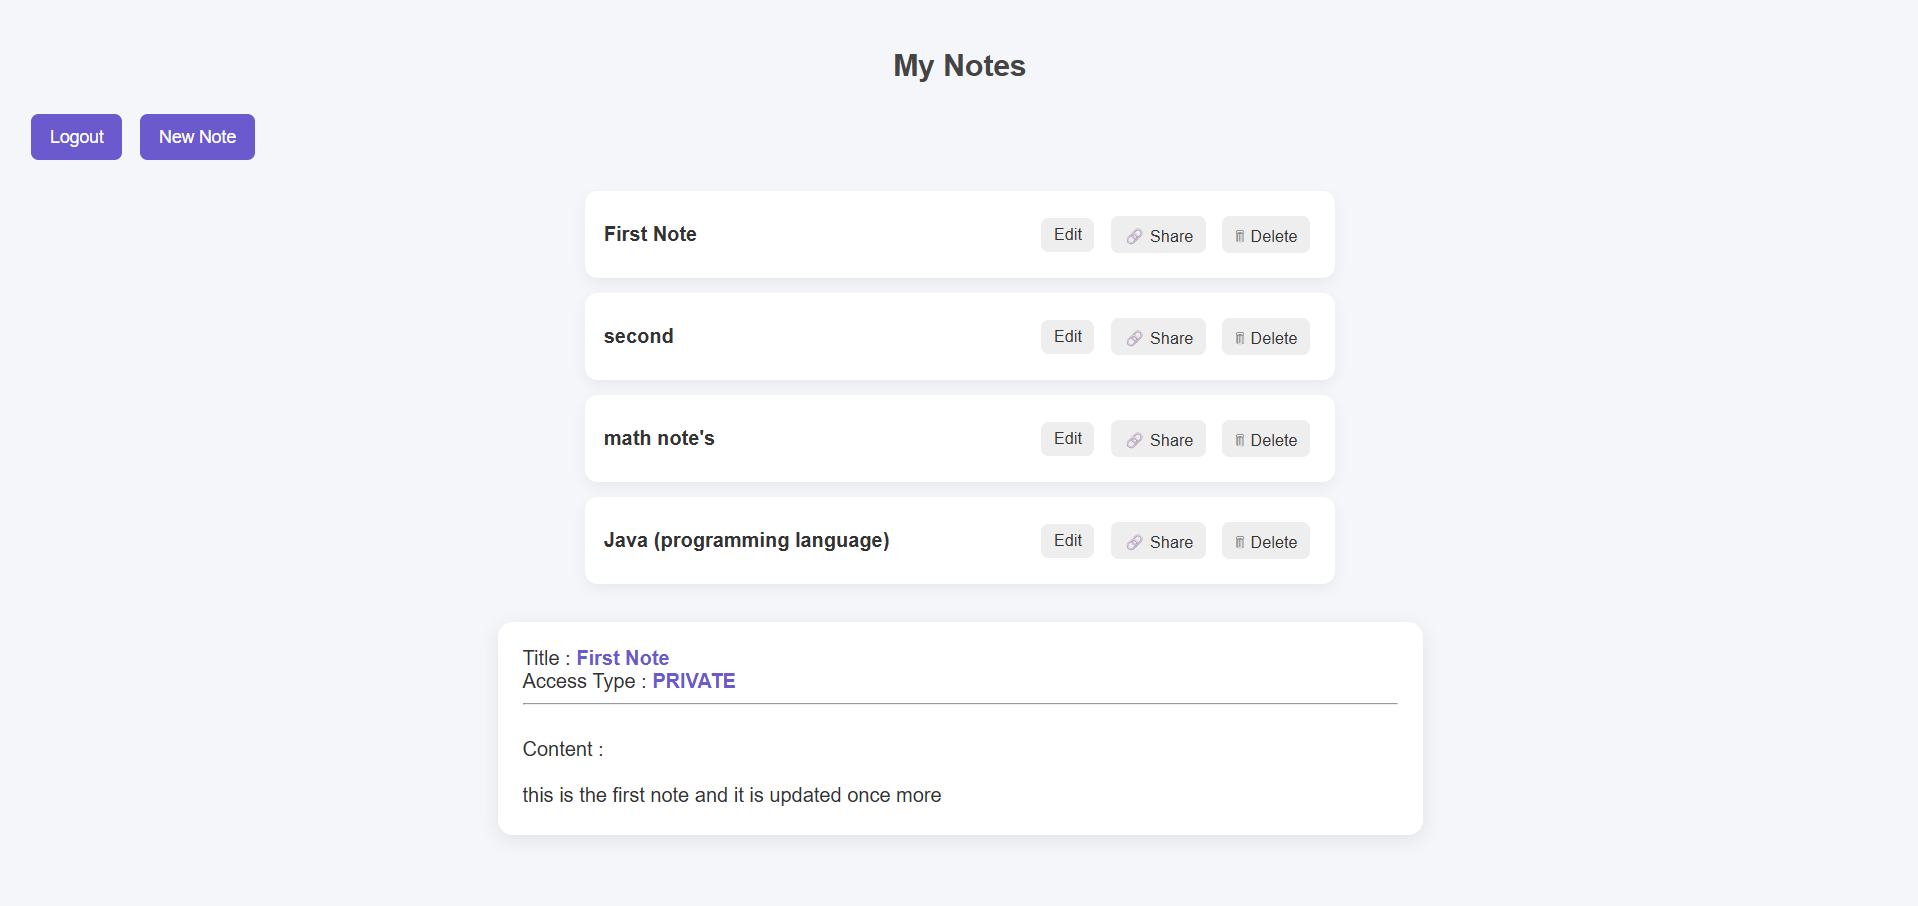 My Notes
Logout New Note
First Note Edit 🔗 Share 🗑 Delete
second Edit 🔗 Share 🗑 Delete
math note's Edit 🔗 Share 🗑 Delete
Java (programming language) Edit 🔗 Share 🗑 Delete
Title : First Note
Access Type : PRIVATE
Content :
this is the first note and it is updated once more